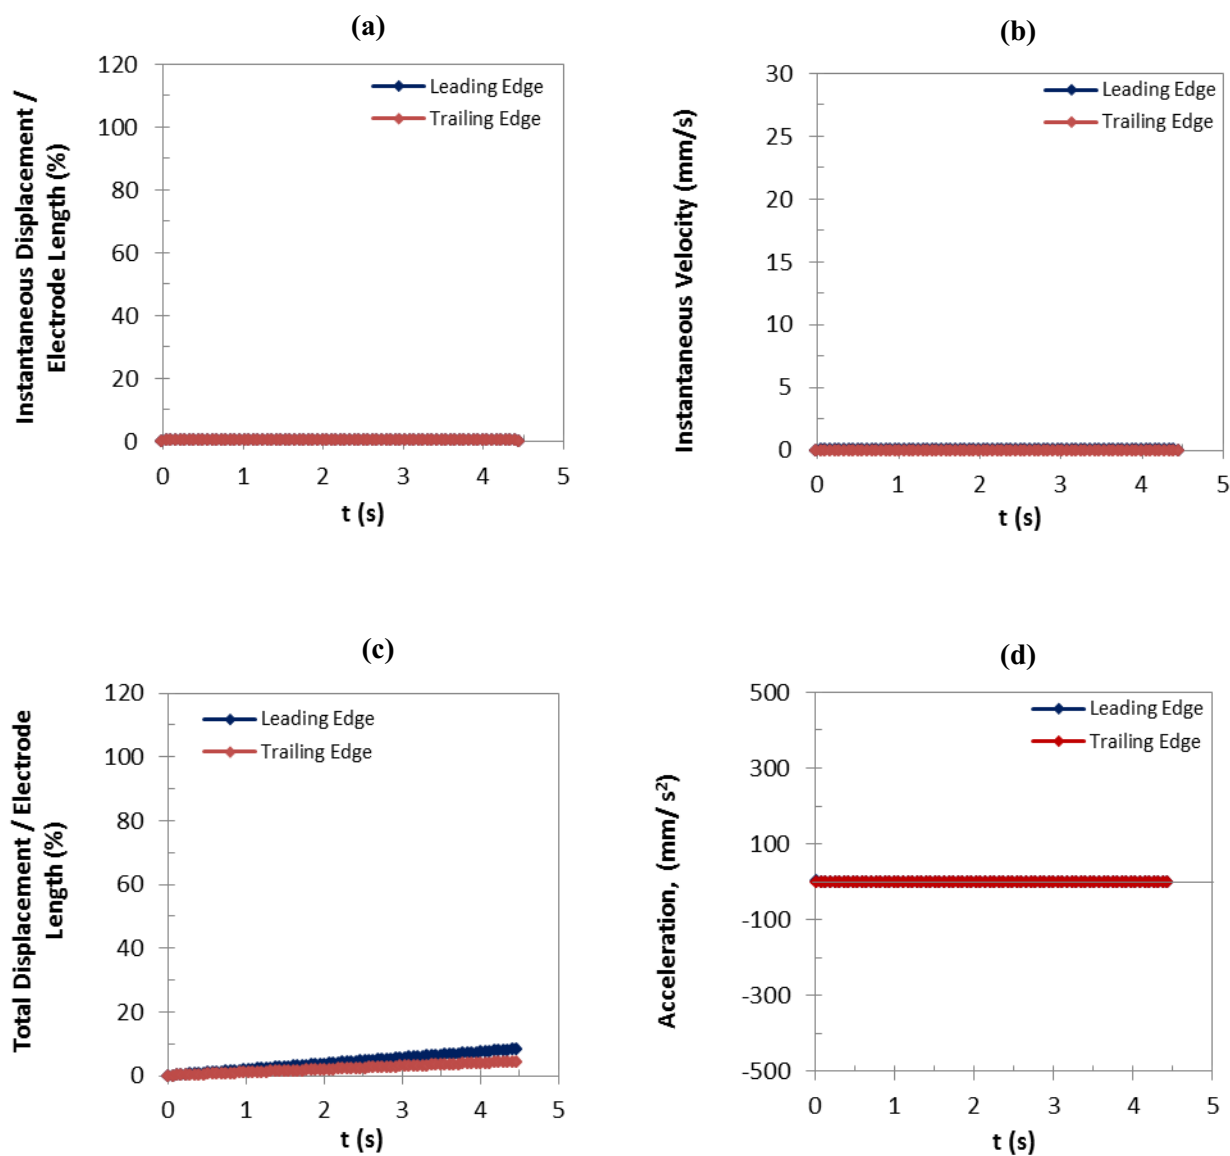 (a)
Instantaneous Displacement /
Electrode Length (%)
120
100
80
60
40
20
0
Leading Edge
Trailing Edge
0 1 2 3 4 5
t (s)
(b)
Instantaneous Velocity (mm/s)
30
25
20
15
10
5
0
Leading Edge
Trailing Edge
0 1 2 3 4 5
t (s)
(c)
Total Displacement / Electrode
Length (%)
120
100
80
60
40
20
0
Leading Edge
Trailing Edge
0 1 2 3 4 5
t (s)
(d)
Acceleration, (mm/ s²)
500
300
100
-100
-300
-500
Leading Edge
Trailing Edge
0 1 2 3 4 5
t (s)